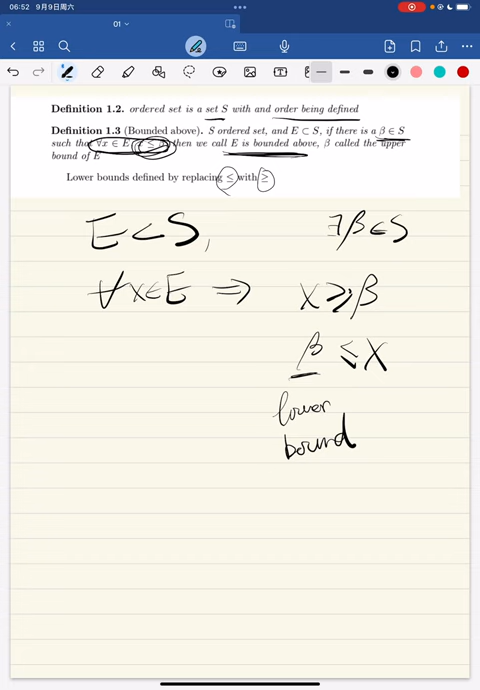 06:52 9月9日周六
01
Definition 1.2. ordered set is a set S with and order being defined
Definition 1.3 (Bounded above). S ordered set, and E ⊂ S, if there is a β ∈ S
such that ∀x ∈ E x ≤ β then we call E is bounded above, β called the upper
bound of E
Lower bounds defined by replacing ≤ with ≥
E ⊂ S, ∃ β ∈ S
∀ x ∈ E ⇒ x ≥ β
β ≤ x
lower
bound